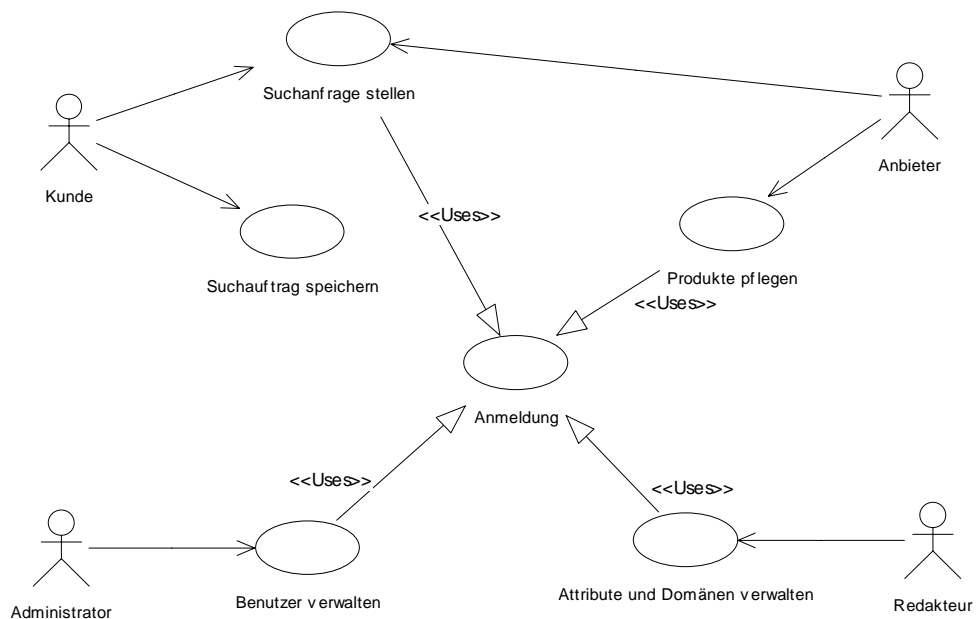 Suchanfrage stellen
Kunde
Anbieter
<<Uses>>
Suchauftrag speichern
Produkte pflegen
<<Uses>>
Anmeldung
<<Uses>>
<<Uses>>
Administrator
Benutzer verwalten
Attribute und Domänen verwalten
Redakteur